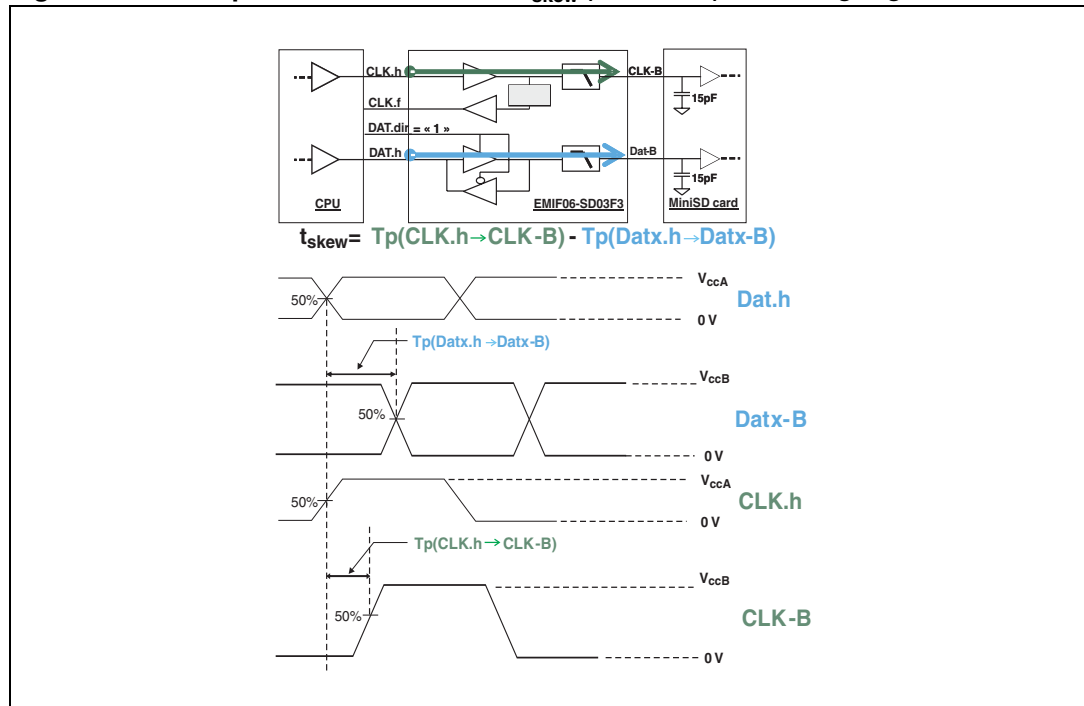 CLK.h
CLK-B
15pF
CLK.f
DAT.dir = « 1 »
DAT.h
Dat-B
15pF
CPU
EMIF06-SD03F3
MiniSD card
tskew= Tp(CLK.h→CLK-B) - Tp(Datx.h→Datx-B)
VccA
Dat.h
50%
0 V
Tp(Datx.h→Datx-B)
VccB
50%
Datx-B
0 V
VccA
50%
CLK.h
0 V
Tp(CLK.h→CLK-B)
VccB
50%
CLK-B
0 V